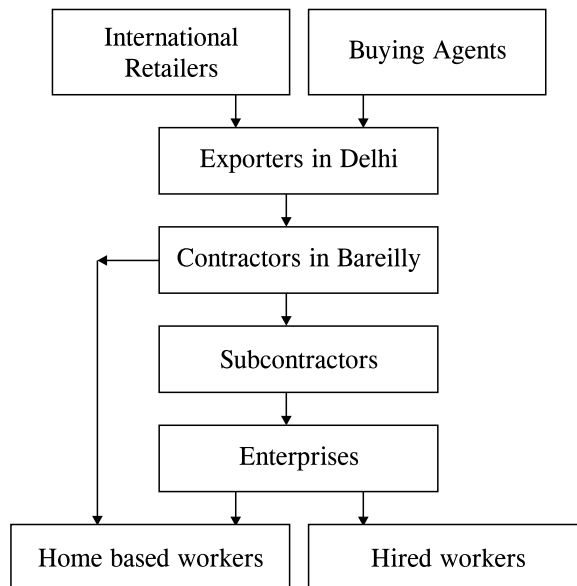 International
Retailers
Buying Agents
Exporters in Delhi
Contractors in Bareilly
Subcontractors
Enterprises
Home based workers
Hired workers